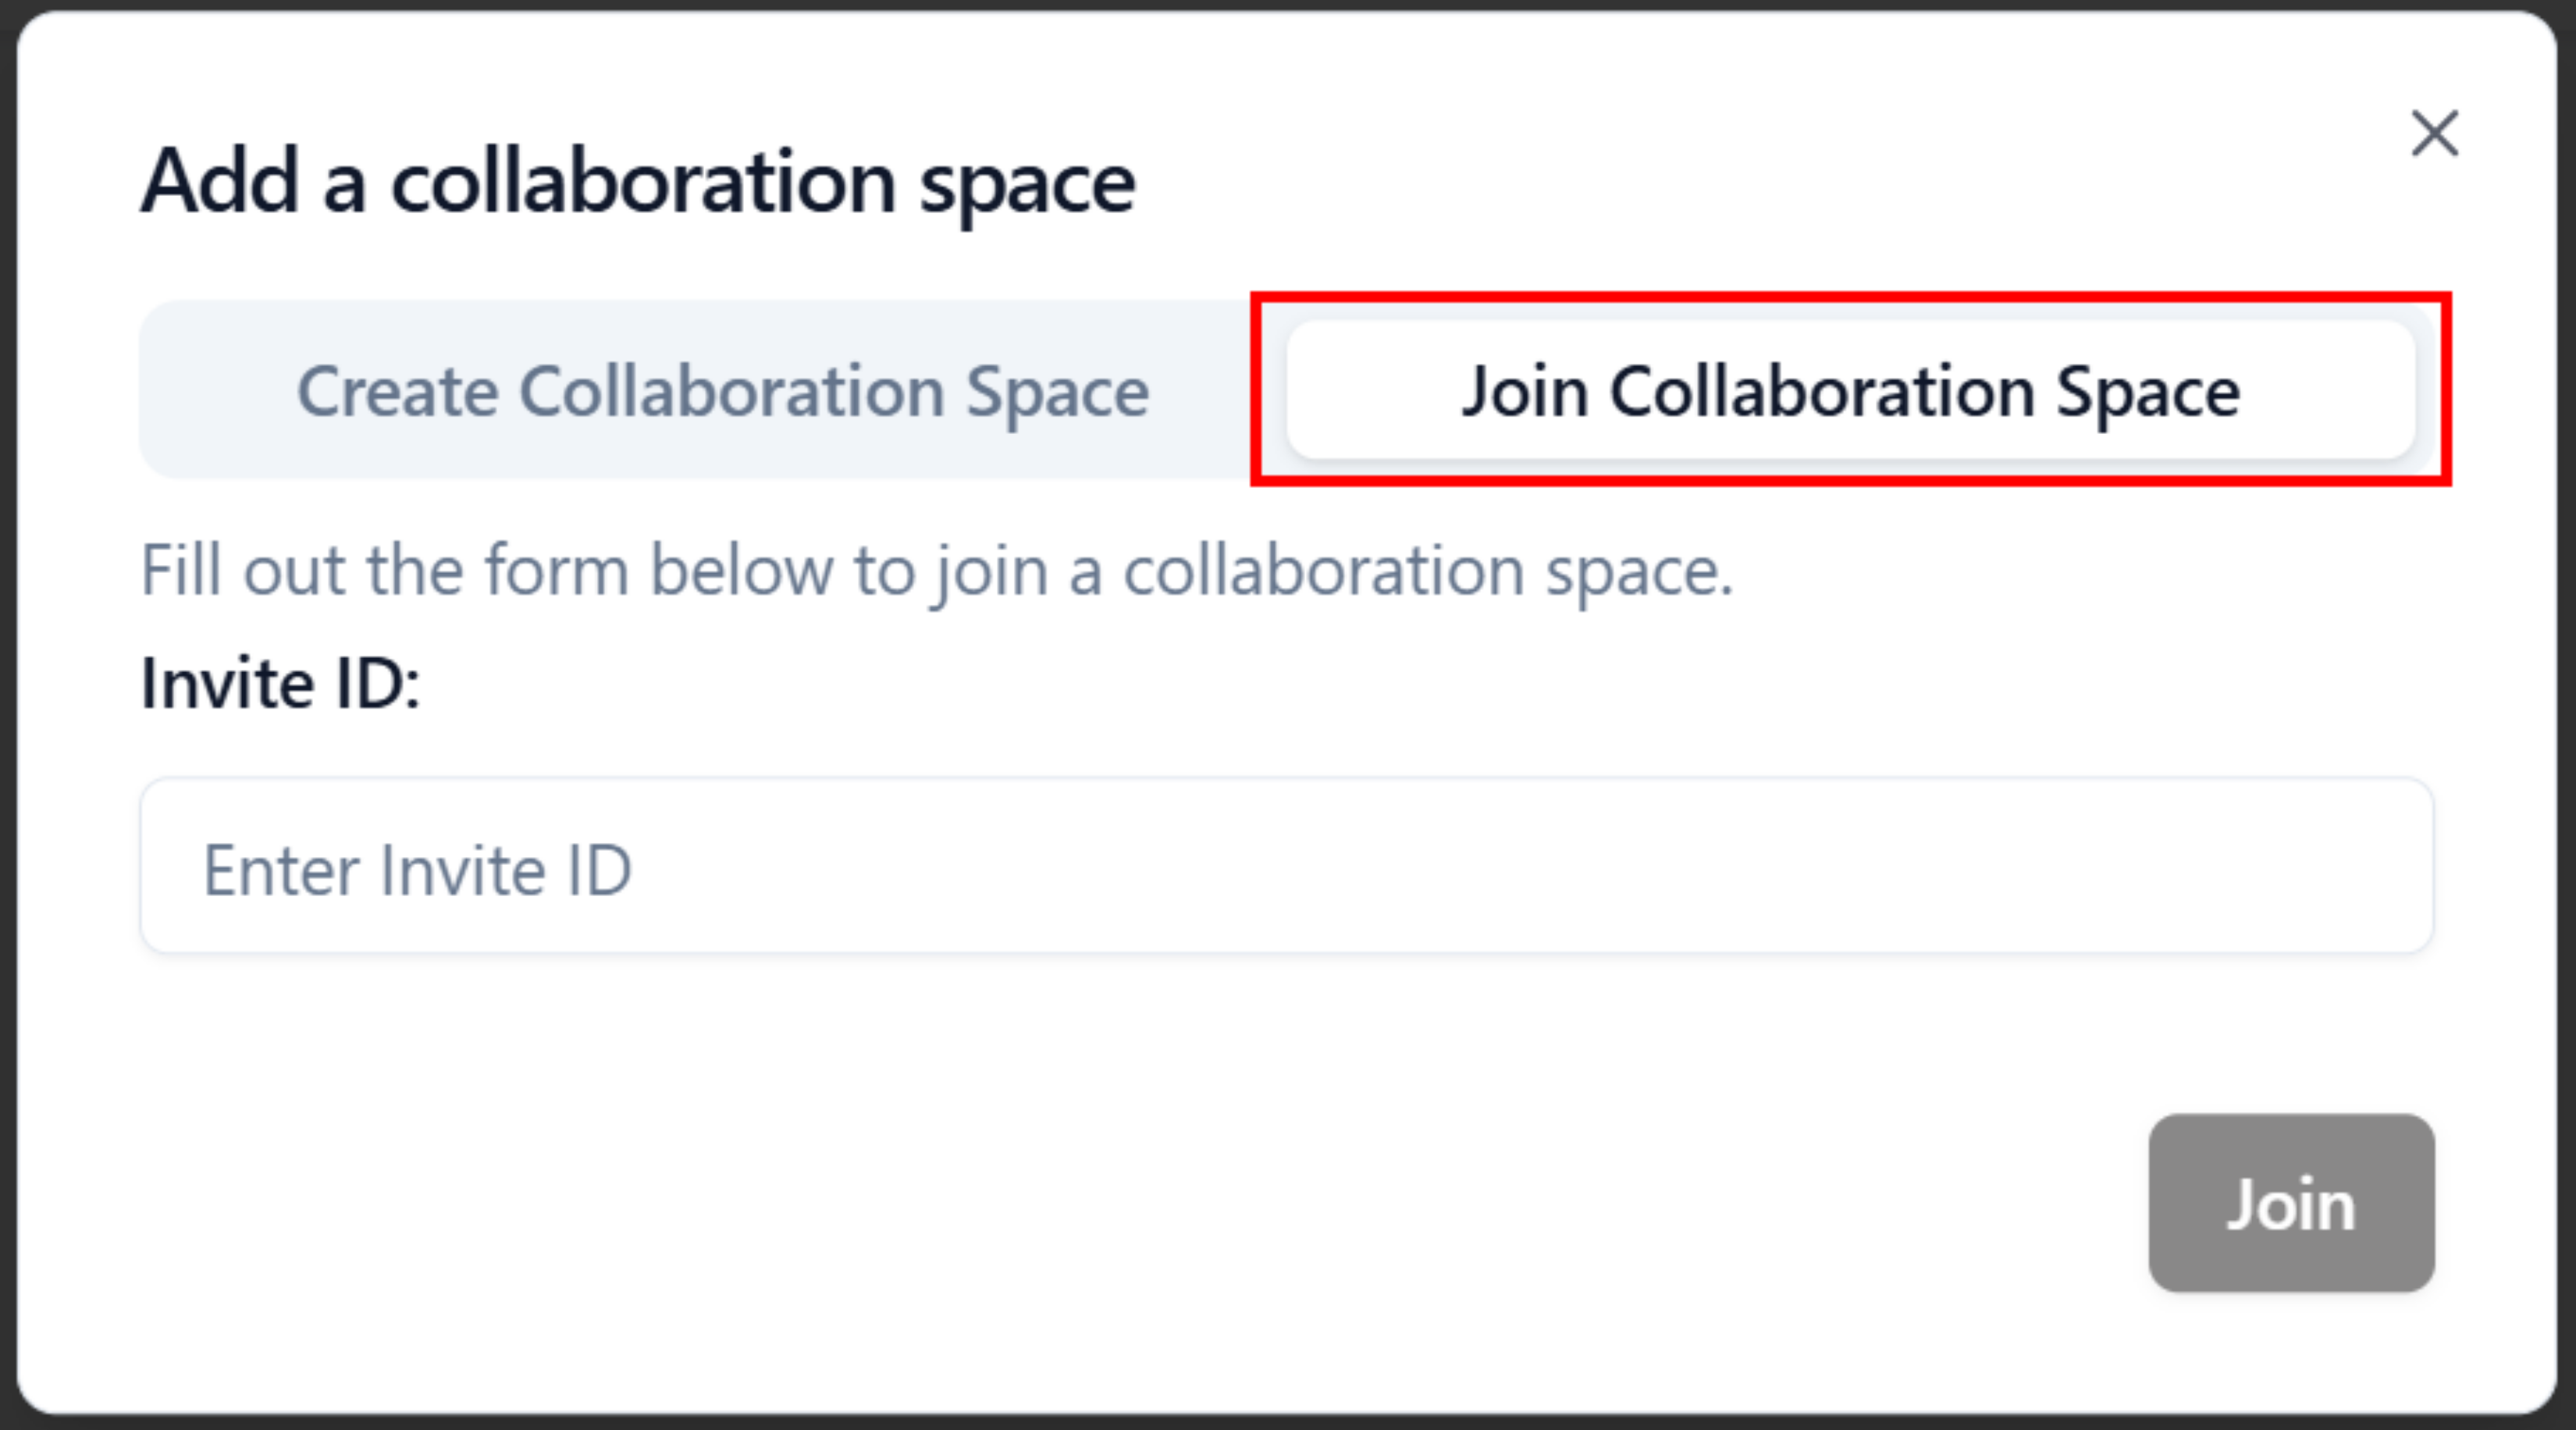 Add a collaboration space
Create Collaboration Space
Join Collaboration Space
Fill out the form below to join a collaboration space.
Invite ID:
Enter Invite ID
Join